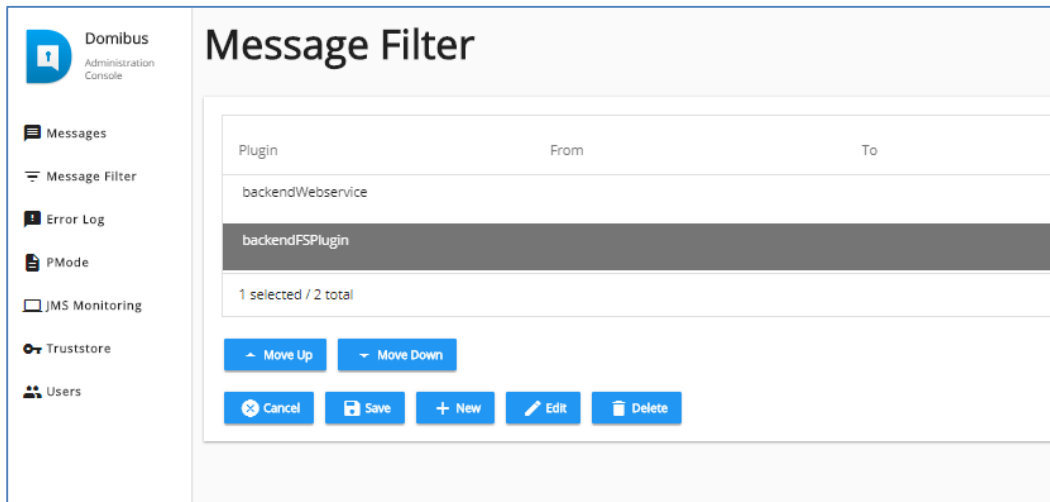 Domibus
Administration
Console
Messages
Message Filter
Error Log
PMode
JMS Monitoring
Truststore
Users
Message Filter
Plugin From To
backendWebservice
backendFSPlugin
1 selected / 2 total
Move Up Move Down
Cancel Save New Edit Delete